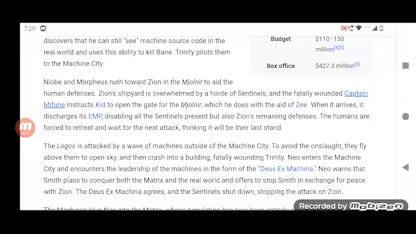 7:20
discovers that he can still "see" machine source code in the
real world and uses this ability to kill Bane. Trinity pilots them
to the Machine City.
Budget $110–150
million[4][5]
Box office $427.3 million[5]
Niobe and Morpheus rush toward Zion in the Mjolnir to aid the
human defenses. Zion's shipyard is overwhelmed by a horde of Sentinels, and the fatally wounded Captain
Mifune instructs Kid to open the gate for the Mjolnir, which he does with the aid of Zee. When it arrives, it
discharges its EMP, disabling all the Sentinels present but also Zion's remaining defenses. The humans are
forced to retreat and wait for the next attack, thinking it will be their last stand.
The Logos is attacked by a wave of machines outside of the Machine City. To avoid the onslaught, they fly
above them to open sky, and then crash into a building, fatally wounding Trinity. Neo enters the Machine
City and encounters the leadership of the machines in the form of the "Deus Ex Machina." Neo warns that
Smith plans to conquer both the Matrix and the real world and offers to stop Smith in exchange for peace
with Zion. The Deus Ex Machina agrees, and the Sentinels shut down, stopping the attack on Zion.
Recorded by Mobizen